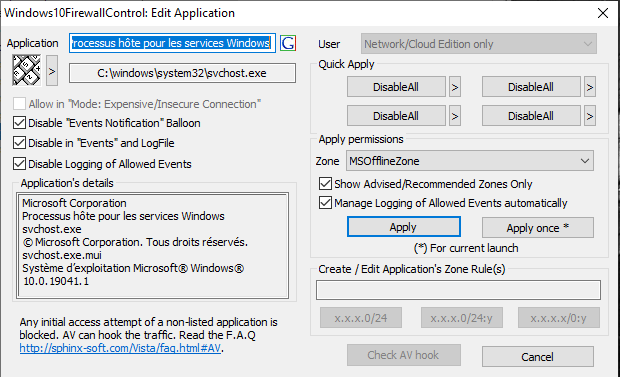 Windows10FirewallControl: Edit Application
Application
rocessus hôte pour les services Windows
G
>
C:\windows\system32\svchost.exe
Allow in "Mode: Expensive/Insecure Connection"
Disable "Events Notification" Balloon
Disable in "Events" and LogFile
Disable Logging of Allowed Events
Application's details
Microsoft Corporation
Processus hôte pour les services Windows
svchost.exe
© Microsoft Corporation. Tous droits réservés.
svchost.exe.mui
Système d'exploitation Microsoft® Windows®
10.0.19041.1
Any initial access attempt of a non-listed application is
blocked. AV can hook the traffic. Read the F.A.Q
http://sphinx-soft.com/Vista/faq.html#AV.
User
Network/Cloud Edition only
Quick Apply
DisableAll > DisableAll >
DisableAll > DisableAll >
Apply permissions
Zone MSOfflineZone
Show Advised/Recommended Zones Only
Manage Logging of Allowed Events automatically
Apply
Apply once *
(*) For current launch
Create / Edit Application's Zone Rule(s)
x.x.x.0/24 x.x.x.0/24:y x.x.x.x/0:y
Check AV hook
Cancel